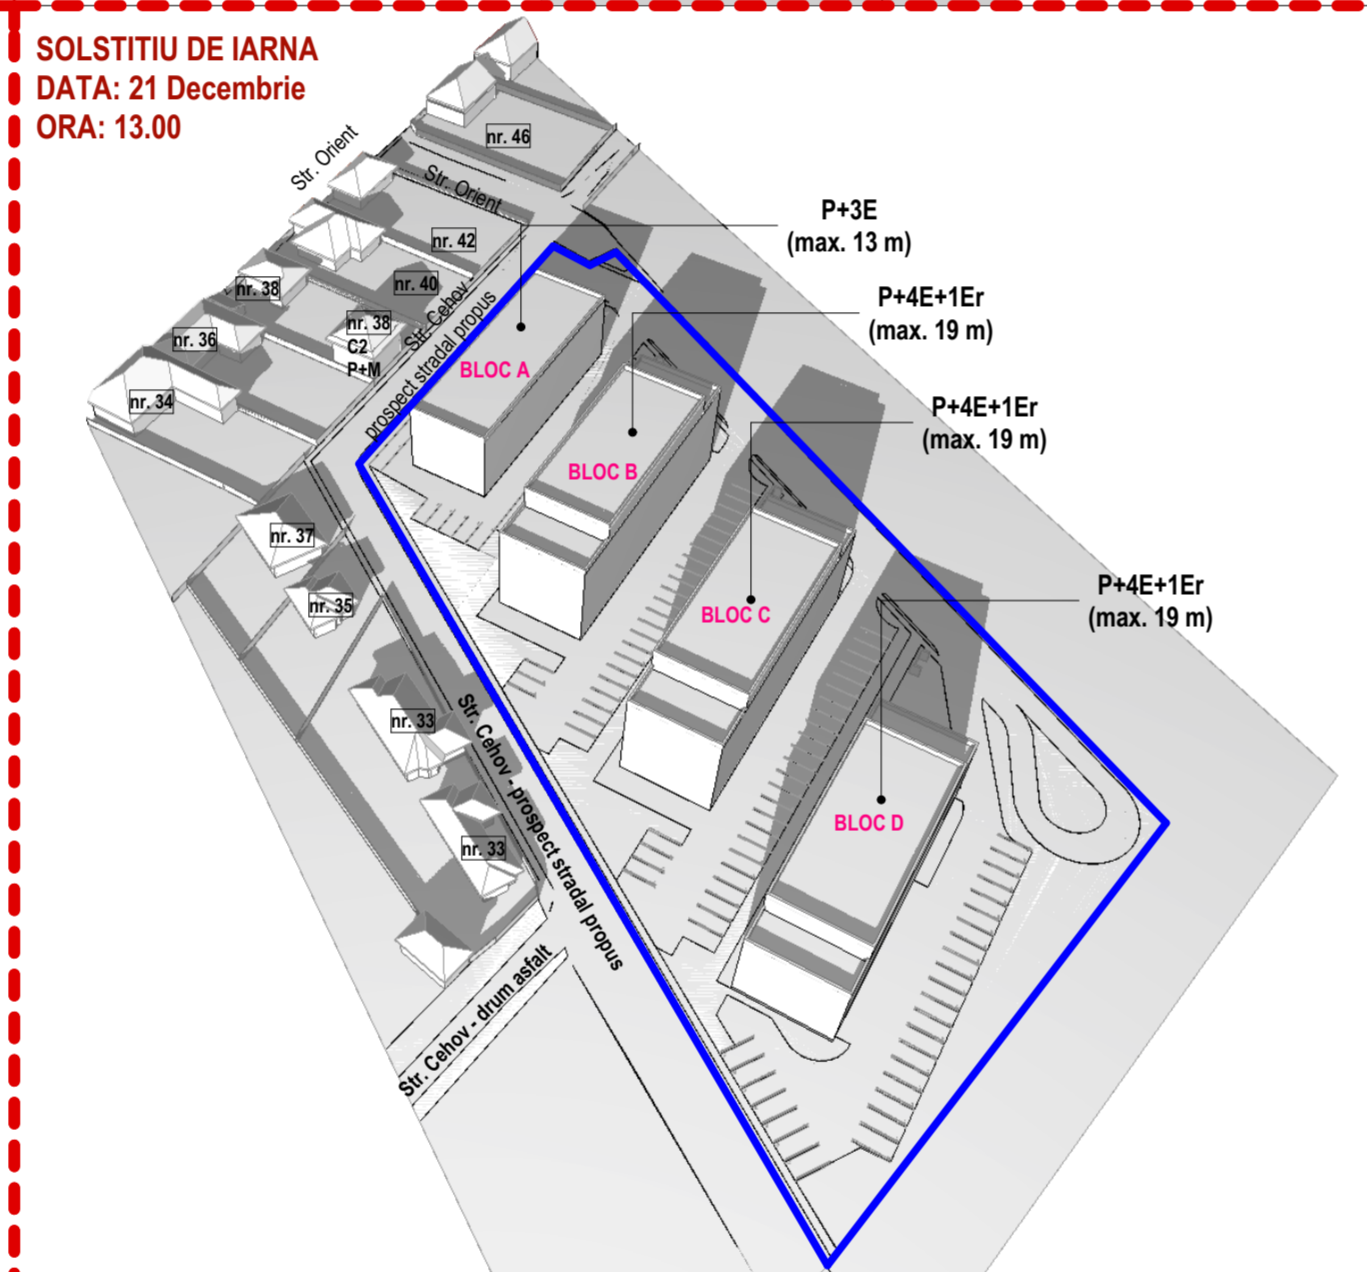 SOLSTITIU DE IARNA
DATA: 21 Decembrie
ORA: 13.00
Str. Orient
nr. 46
Str. Orient
nr. 42
nr. 40
nr. 38
nr. 38
C2
P+M
nr. 36
nr. 34
Str. Cehov -
prospect stradal propus
P+3E
(max. 13 m)
P+4E+1Er
(max. 19 m)
P+4E+1Er
(max. 19 m)
P+4E+1Er
(max. 19 m)
BLOC A
BLOC B
BLOC C
BLOC D
nr. 37
nr. 35
nr. 33
nr. 33
Str. Cehov - prospect stradal propus
Str. Cehov - drum asfalt